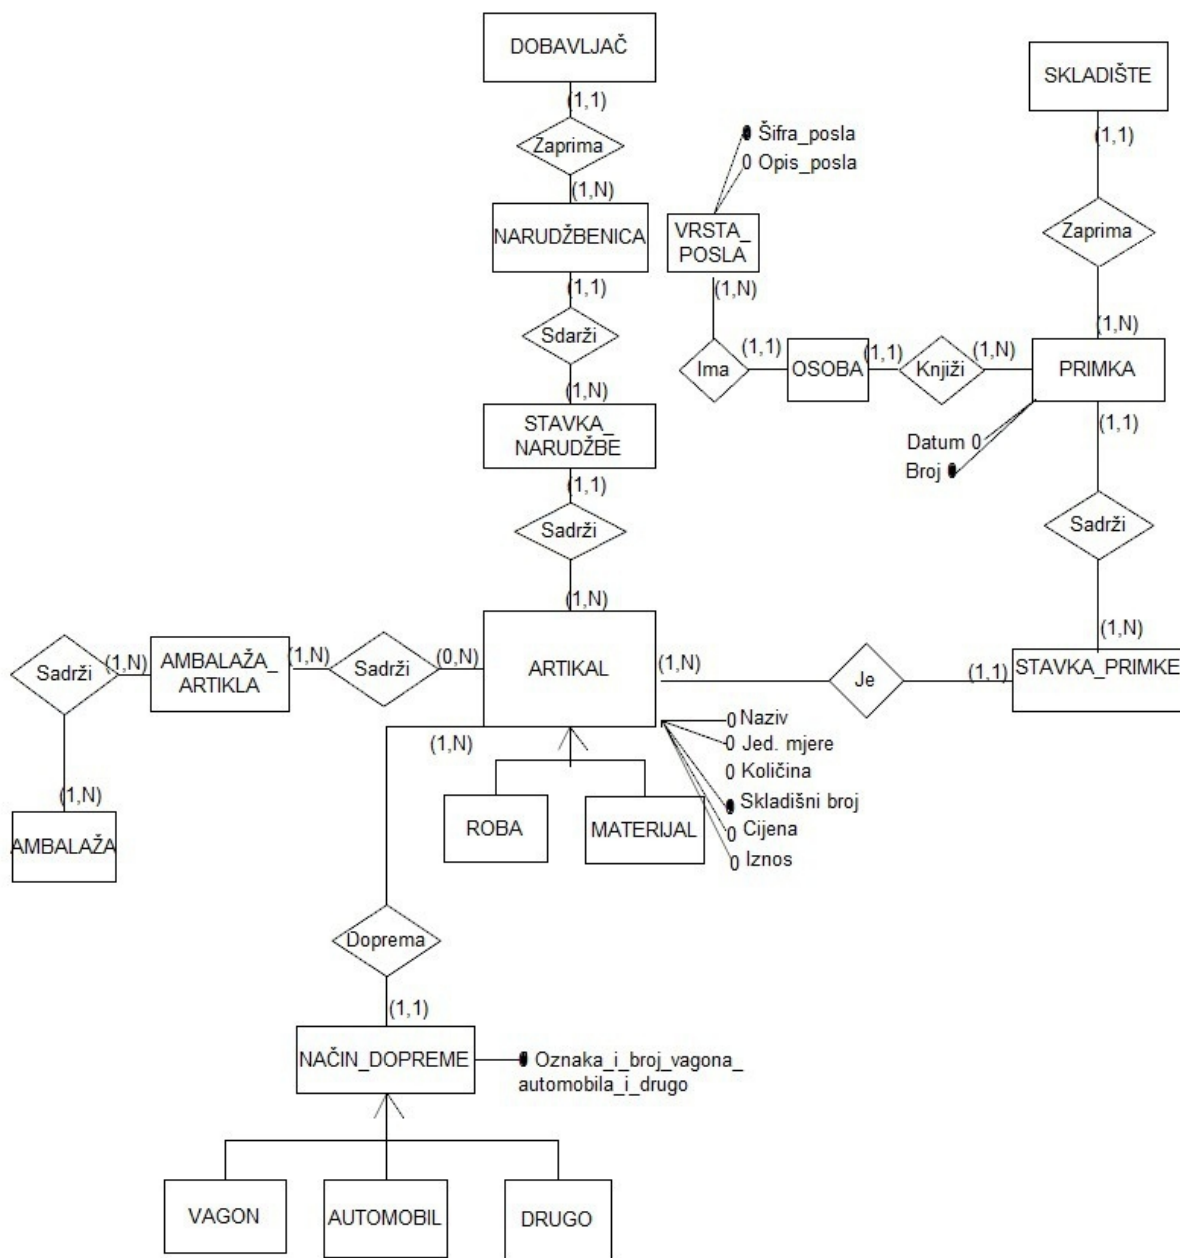 DOBAVLJAČ
SKLADIŠTE
(1,1)
(1,1)
Šifra_posla
Zaprima
0 Opis_posla
(1,N)
VRSTA_
POSLA
NARUDŽBENICA
Zaprima
(1,1)
(1,N)
(1,N)
Sdarži
(1,1)
(1,1)
(1,N)
Ima
OSOBA
Knjiži
PRIMKA
(1,N)
STAVKA_
NARUDŽBE
(1,1)
Datum 0
Broj
(1,1)
Sadrži
Sadrži
(1,N)
(1,N)
Sadrži
(1,N)
AMBALAŽA_
ARTIKLA
(1,N)
Sadrži
(0,N)
ARTIKAL
(1,N)
Je
(1,1)
STAVKA_PRIMKE
(1,N)
0 Naziv
0 Jed. mjere
0 Količina
Skladišni broj
0 Cijena
0 Iznos
(1,N)
AMBALAŽA
ROBA
MATERIJAL
Doprema
(1,1)
NAČIN_DOPREME
Oznaka_i_broj_vagona_
automobila_i_drugo
VAGON
AUTOMOBIL
DRUGO